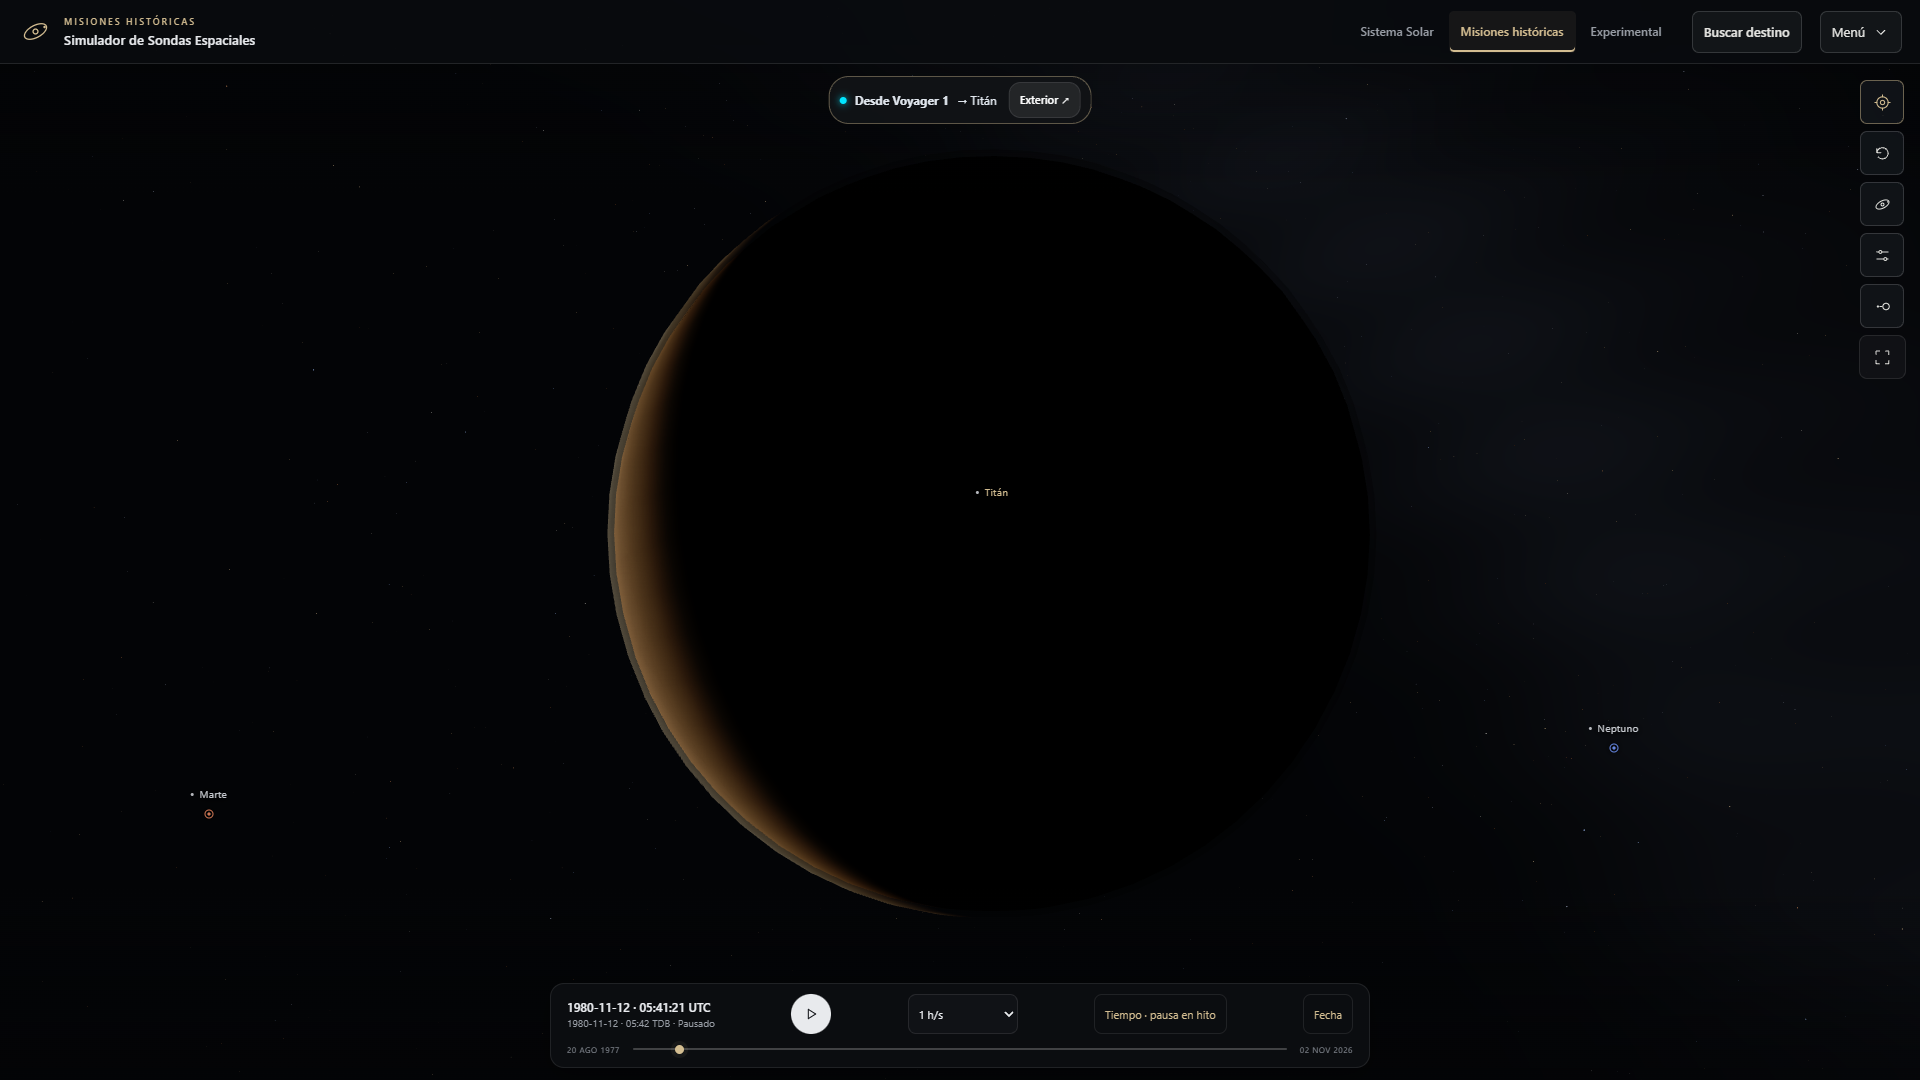 MISIONES HISTÓRICAS
Simulador de Sondas Espaciales
Sistema Solar
Misiones históricas
Experimental
Buscar destino
Menú
Desde Voyager 1 → Titán
Exterior ↗
Titán
Neptuno
Marte
1980-11-12 · 05:41:21 UTC
1980-11-12 · 05:42 TDB · Pausado
1 h/s
Tiempo · pausa en hito
Fecha
20 AGO 1977
02 NOV 2026